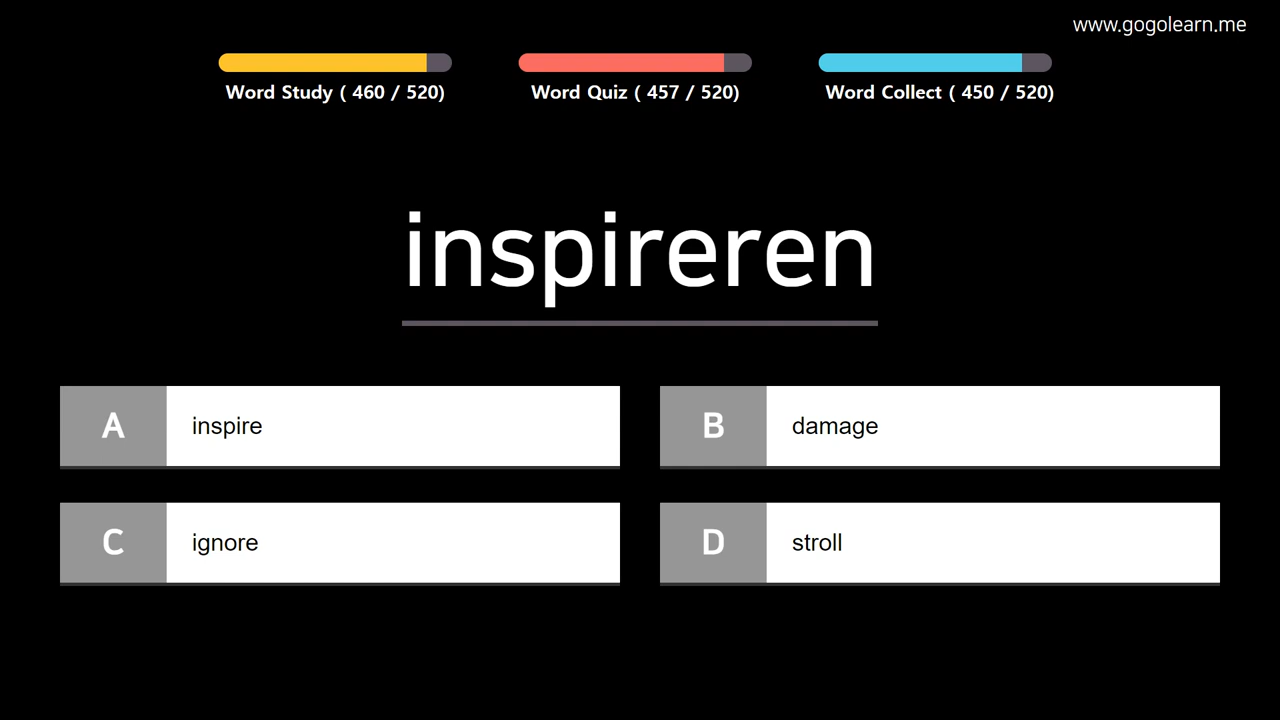 www.gogolearn.me
Word Study ( 460 / 520)
Word Quiz ( 457 / 520)
Word Collect ( 450 / 520)
inspireren
A inspire
B damage
C ignore
D stroll